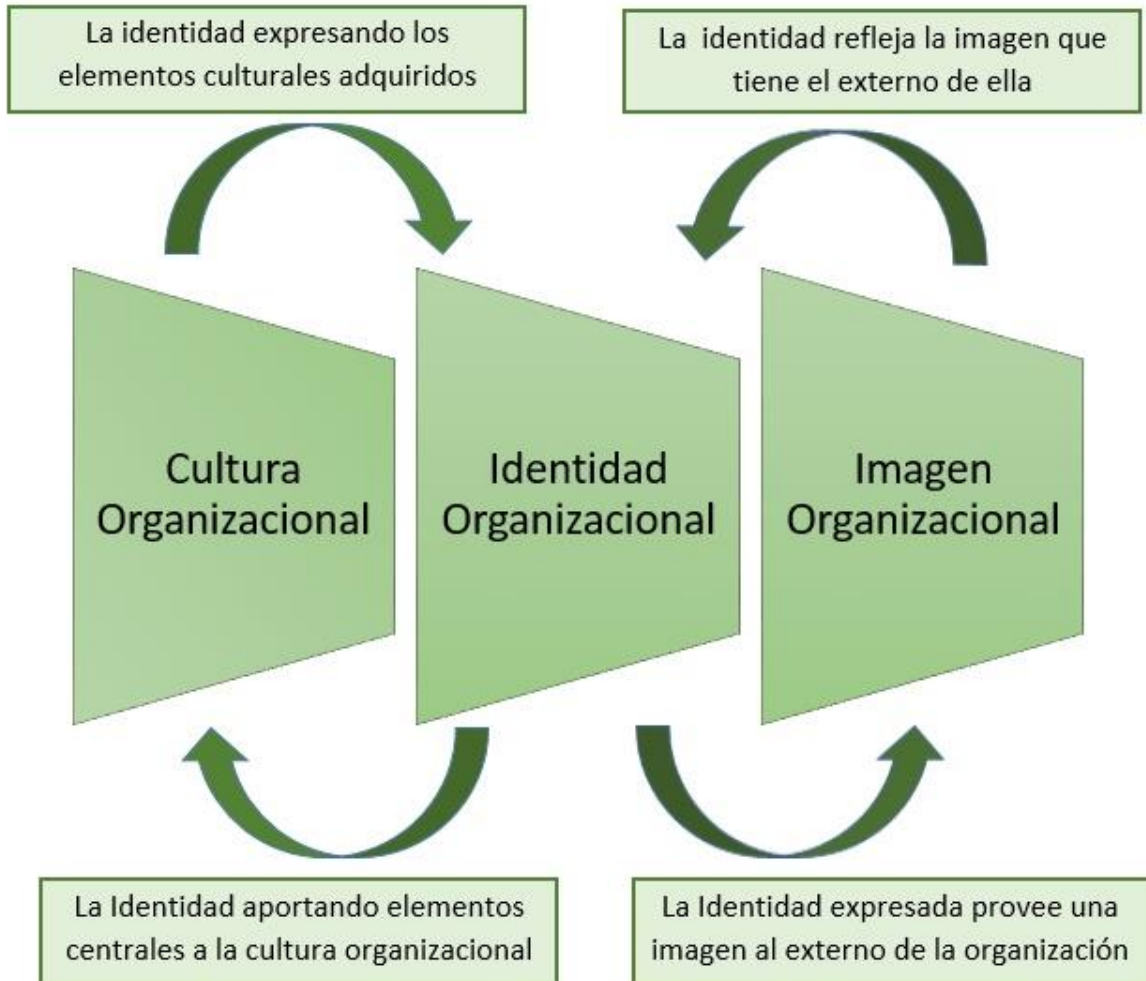 La identidad expresando los
elementos culturales adquiridos
La identidad refleja la imagen que
tiene el externo de ella
Cultura
Organizacional
Identidad
Organizacional
Imagen
Organizacional
La Identidad aportando elementos
centrales a la cultura organizacional
La Identidad expresada provee una
imagen al externo de la organización